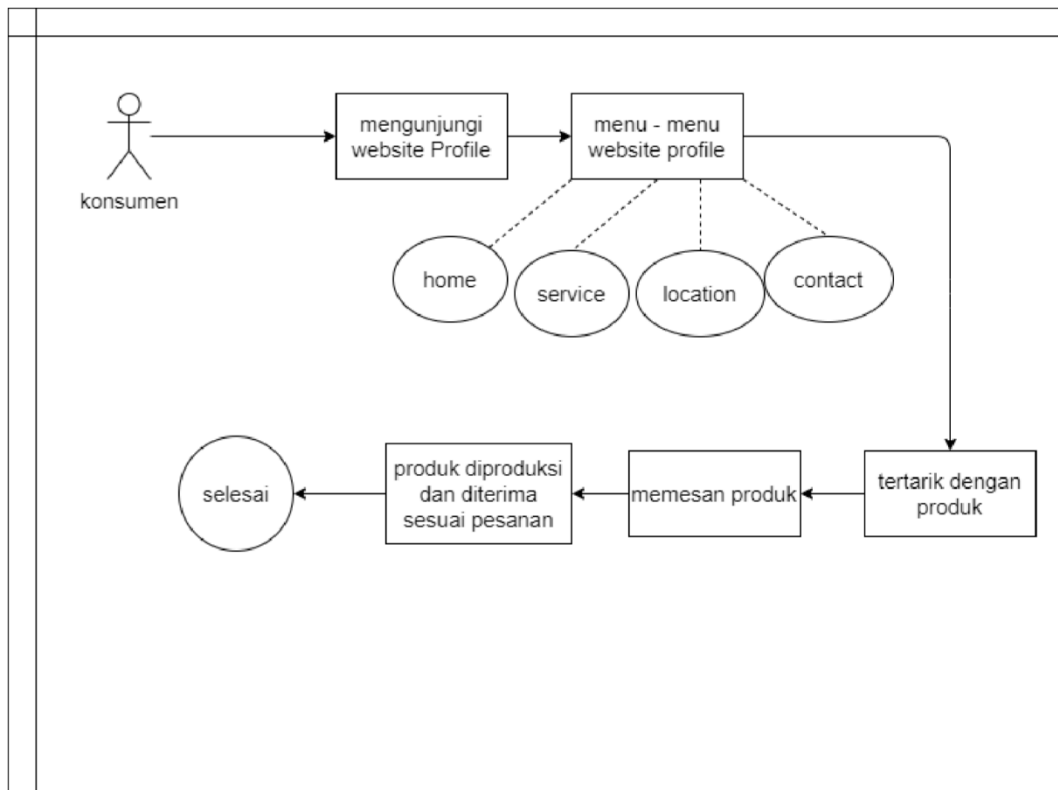 konsumen
mengunjungi
website Profile
menu - menu
website profile
home
service
location
contact
tertarik dengan
produk
memesan produk
produk diproduksi
dan diterima
sesuai pesanan
selesai